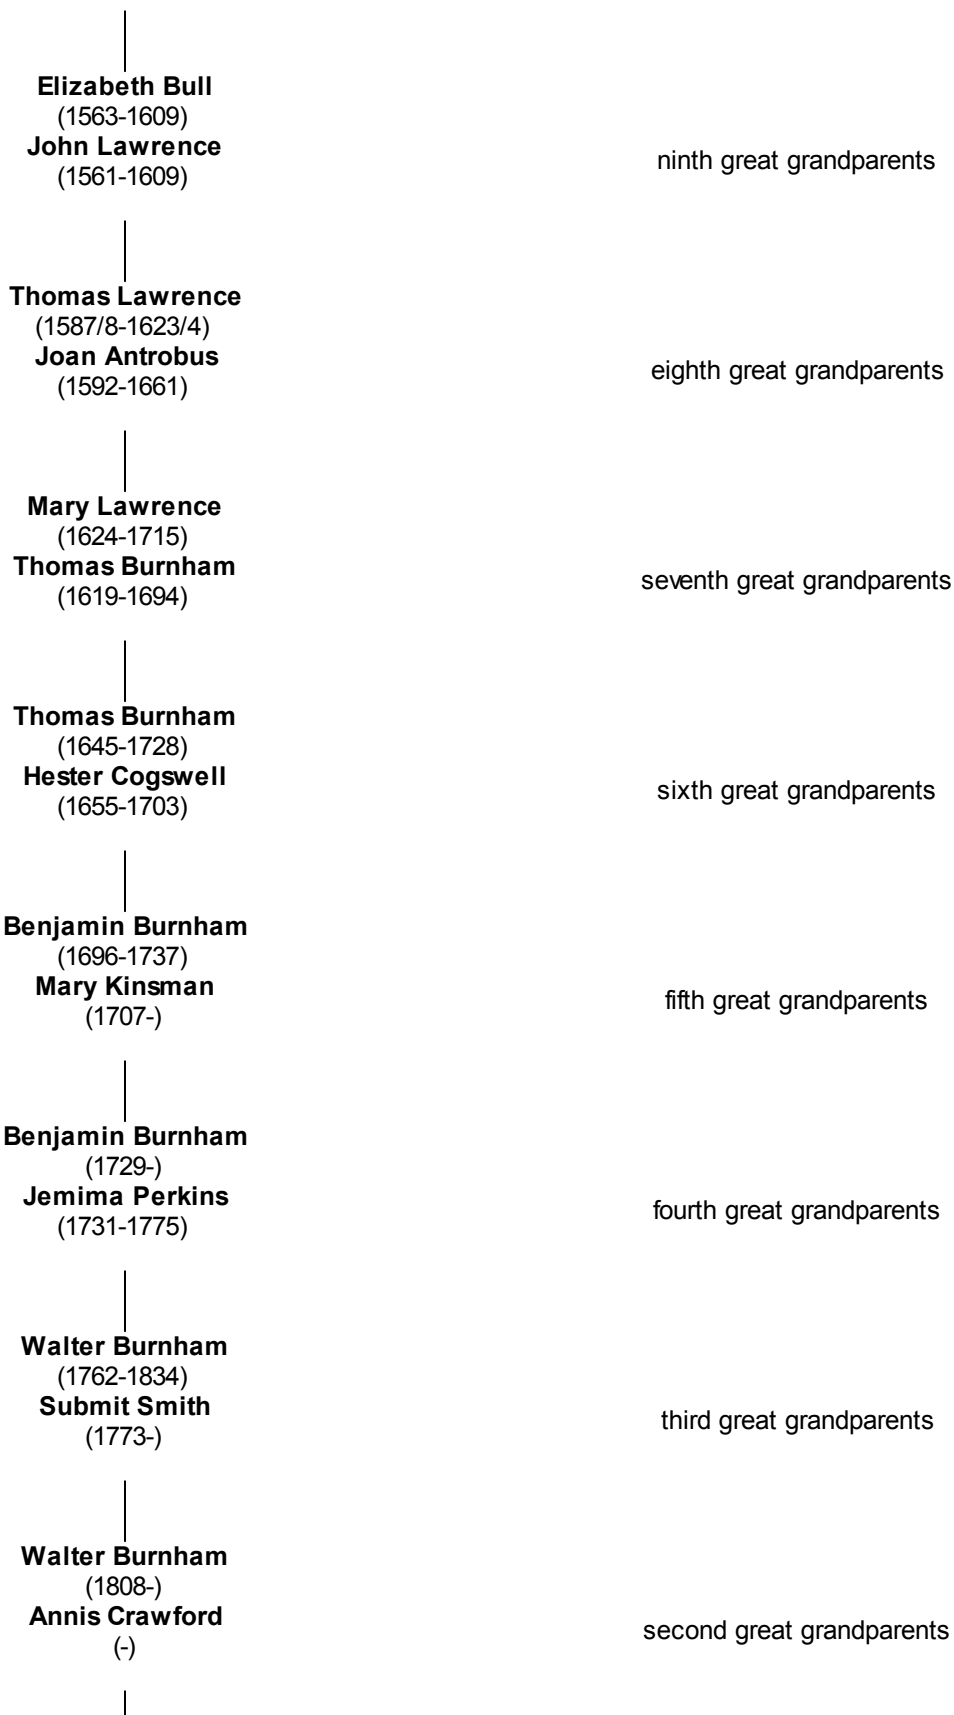 Elizabeth Bull
(1563-1609)
John Lawrence
(1561-1609)
ninth great grandparents
Thomas Lawrence
(1587/8-1623/4)
Joan Antrobus
(1592-1661)
eighth great grandparents
Mary Lawrence
(1624-1715)
Thomas Burnham
(1619-1694)
seventh great grandparents
Thomas Burnham
(1645-1728)
Hester Cogswell
(1655-1703)
sixth great grandparents
Benjamin Burnham
(1696-1737)
Mary Kinsman
(1707-)
fifth great grandparents
Benjamin Burnham
(1729-)
Jemima Perkins
(1731-1775)
fourth great grandparents
Walter Burnham
(1762-1834)
Submit Smith
(1773-)
third great grandparents
Walter Burnham
(1808-)
Annis Crawford
(-)
second great grandparents